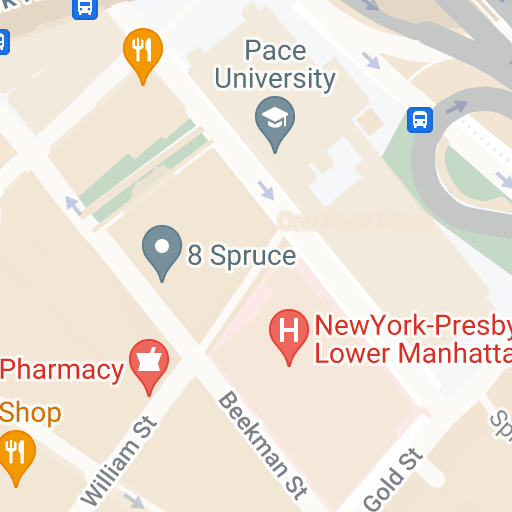 Pace
University
8 Spruce
H
NewYork-Presby
Lower Manhatta
Pharmacy
Shop
Beekman St
William St
Gold St